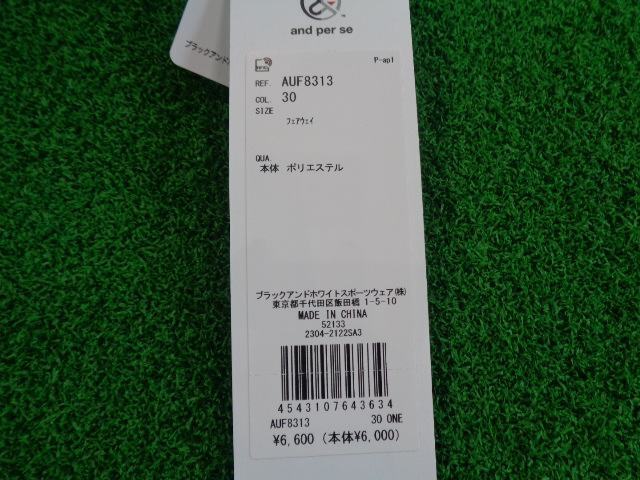 and per se
ブラックアンド
P-apl
REF. AUF8313
COL. 30
SIZE
ﾌｪｱｳｪｲ
QUA.
本体 ポリエステル
ブラックアンドホワイトスポーツウェア(株)
東京都千代田区飯田橋 1-5-10
MADE IN CHINA
52133
2304-2122SA3
4543107643634
AUF8313 30 ONE
¥6,600 (本体¥6,000)